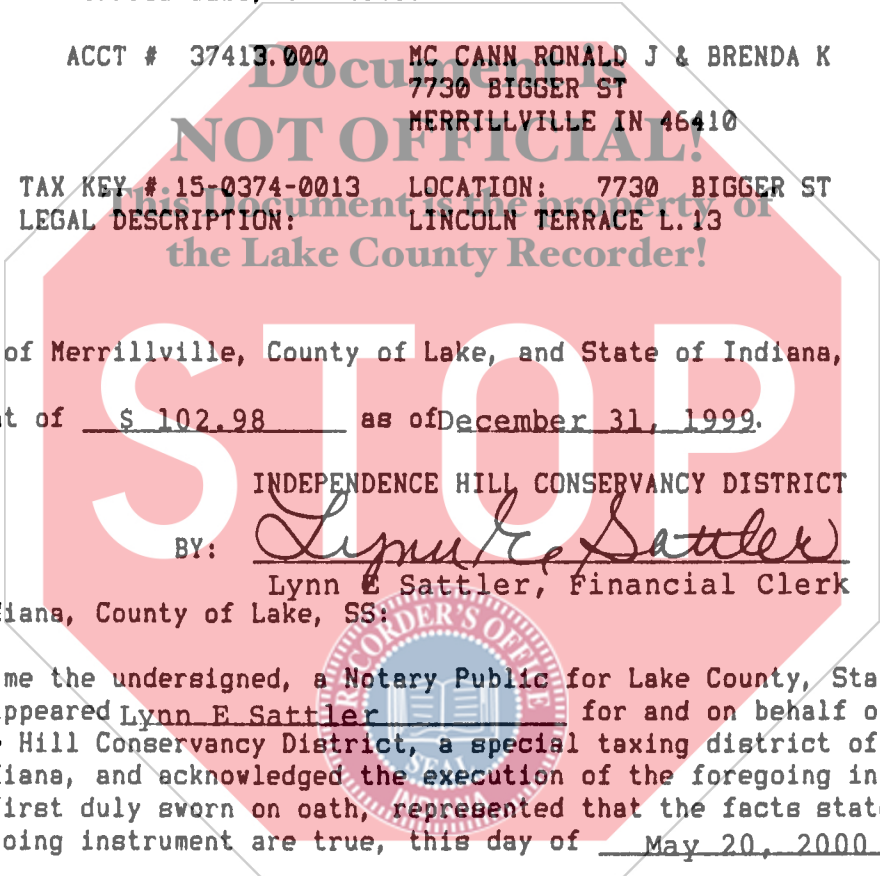 ACCT # 37413.000 MC CANN RONALD J & BRENDA K
7730 BIGGER ST
MERRILLVILLE IN 46410
TAX KEY # 15-0374-0013 LOCATION: 7730 BIGGER ST
LEGAL DESCRIPTION: LINCOLN TERRACE L.13
Document is
NOT OFFICIAL!
This Document is the property of
the Lake County Recorder!
STOP
of Merrillville, County of Lake, and State of Indiana,
of $ 102.98 as of December 31, 1999.
INDEPENDENCE HILL CONSERVANCY DISTRICT
BY: Lynn E. Sattler
Lynn E Sattler, Financial Clerk
iana, County of Lake, SS:
RECORDER'S OFFICE
SEAL
me the undersigned, a Notary Public for Lake County, Sta
ppeared Lynn E Sattler for and on behalf o
Hill Conservancy District, a special taxing district of
iana, and acknowledged the execution of the foregoing in
irst duly sworn on oath, represented that the facts stat
oing instrument are true, this day of May 20, 2000